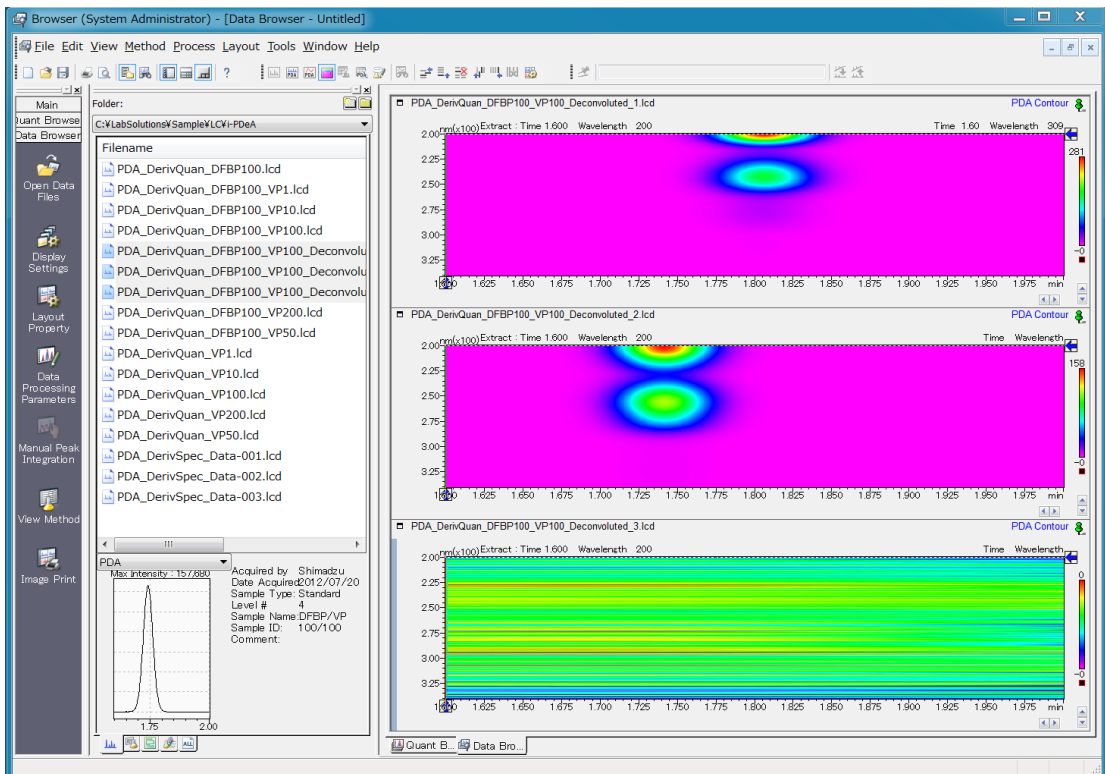 Browser (System Administrator) - [Data Browser - Untitled]
File Edit View Method Process Layout Tools Window Help
Main
Quant Browse
Data Browser
Open Data
Files
Display
Settings
Layout
Property
Data
Processing
Parameters
Manual Peak
Integration
View Method
Image Print
Folder:
C:¥LabSolutions¥Sample¥LC¥i-PDeA
Filename
PDA_DerivQuan_DFBP100.lcd
PDA_DerivQuan_DFBP100_VP1.lcd
PDA_DerivQuan_DFBP100_VP10.lcd
PDA_DerivQuan_DFBP100_VP100.lcd
PDA_DerivQuan_DFBP100_VP100_Deconvolu
PDA_DerivQuan_DFBP100_VP100_Deconvolu
PDA_DerivQuan_DFBP100_VP100_Deconvolu
PDA_DerivQuan_DFBP100_VP200.lcd
PDA_DerivQuan_DFBP100_VP50.lcd
PDA_DerivQuan_VP1.lcd
PDA_DerivQuan_VP10.lcd
PDA_DerivQuan_VP100.lcd
PDA_DerivQuan_VP200.lcd
PDA_DerivQuan_VP50.lcd
PDA_DerivSpec_Data-001.lcd
PDA_DerivSpec_Data-002.lcd
PDA_DerivSpec_Data-003.lcd
PDA
Max Intensity : 157,680
1.75 2.00
Acquired by Shimadzu
Date Acquired 2012/07/20
Sample Type: Standard
Level # 4
Sample Name: DFBP/VP
Sample ID: 100/100
Comment:
ALL
PDA_DerivQuan_DFBP100_VP100_Deconvoluted_1.lcd PDA Contour
nm(x100) Extract : Time 1.600 Wavelength 200 Time 1.60 Wavelength 309
2.00
2.25
2.50
2.75
3.00
3.25
281
-0
1.625 1.650 1.675 1.700 1.725 1.750 1.775 1.800 1.825 1.850 1.875 1.900 1.925 1.950 1.975 min
PDA_DerivQuan_DFBP100_VP100_Deconvoluted_2.lcd PDA Contour
nm(x100) Extract : Time 1.600 Wavelength 200 Time Wavelength
2.00
2.25
2.50
2.75
3.00
3.25
158
-0
1.625 1.650 1.675 1.700 1.725 1.750 1.775 1.800 1.825 1.850 1.875 1.900 1.925 1.950 1.975 min
PDA_DerivQuan_DFBP100_VP100_Deconvoluted_3.lcd PDA Contour
nm(x100) Extract : Time 1.600 Wavelength 200 Time Wavelength
2.00
2.25
2.50
2.75
3.00
3.25
0
-0
1.625 1.650 1.675 1.700 1.725 1.750 1.775 1.800 1.825 1.850 1.875 1.900 1.925 1.950 1.975 min
Quant B... Data Bro...